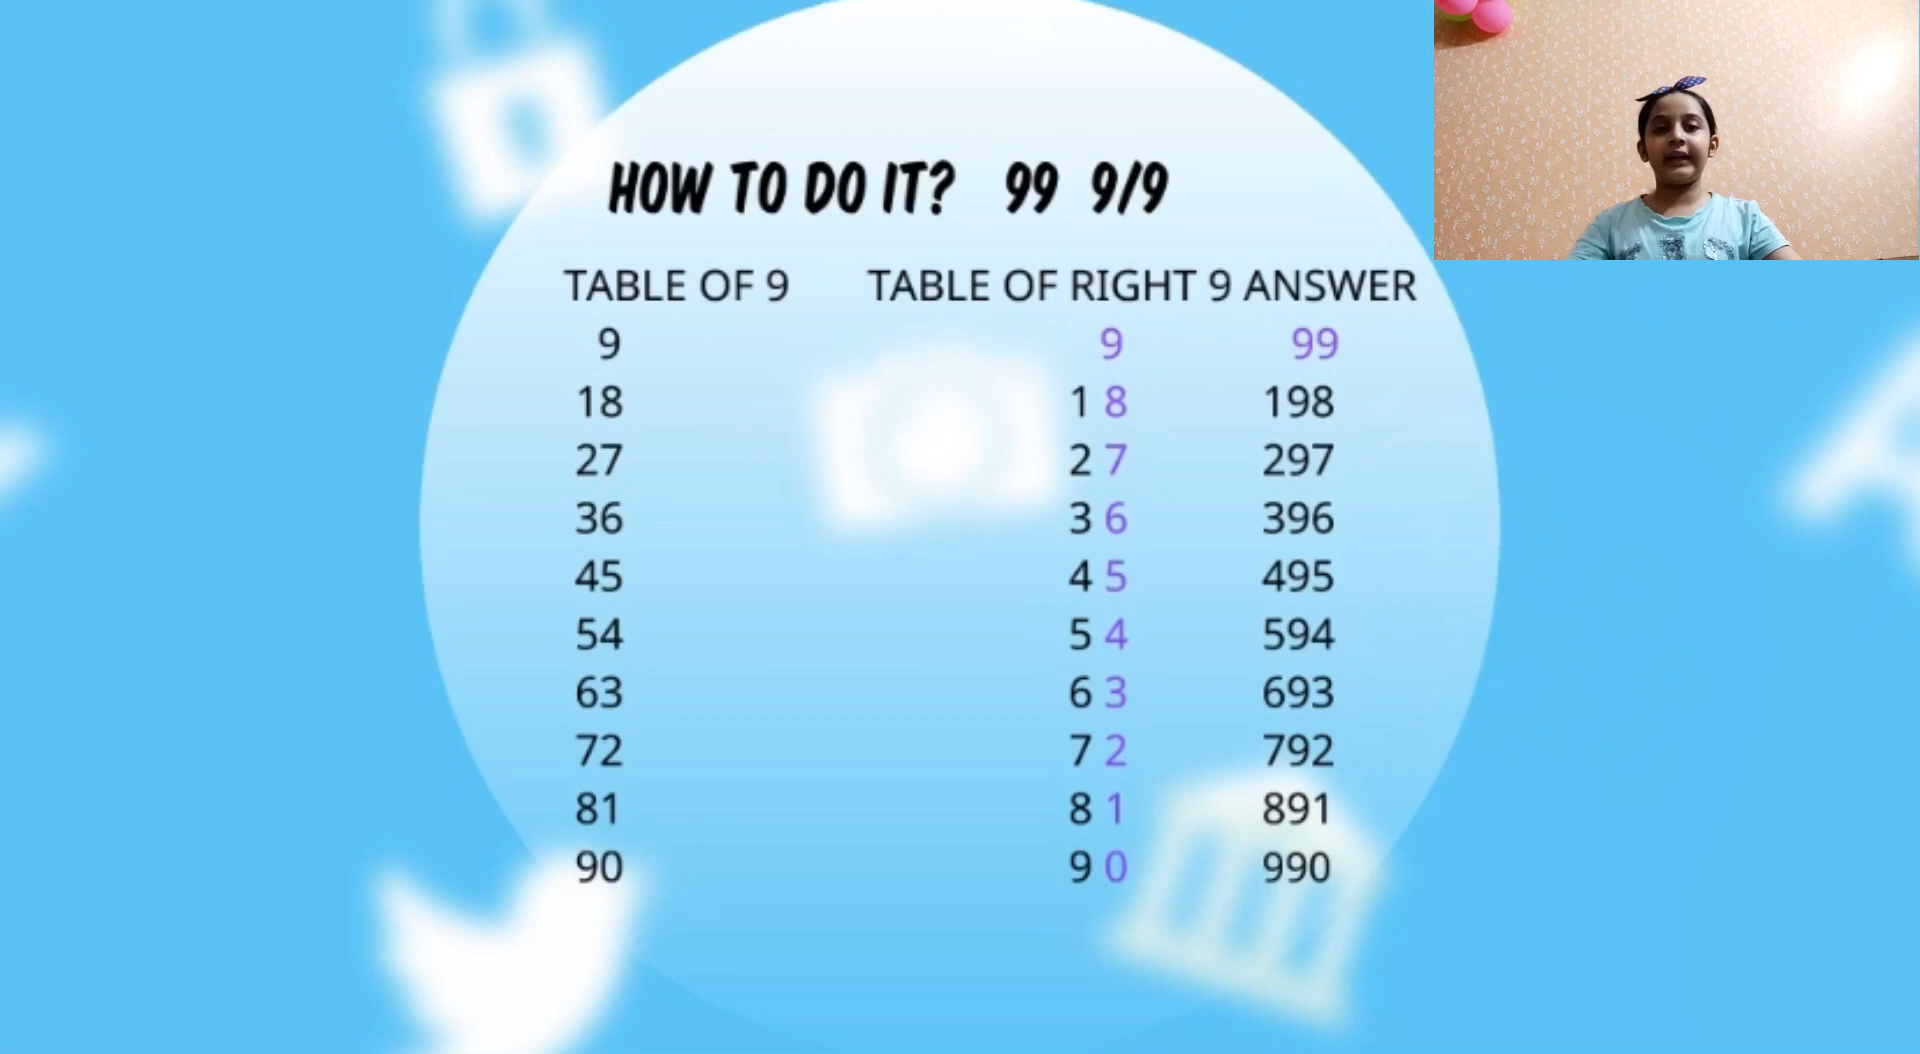 HOW TO DO IT? 99 9/9
TABLE OF 9 TABLE OF RIGHT 9 ANSWER
9 9 99
18 1 8 198
27 2 7 297
36 3 6 396
45 4 5 495
54 5 4 594
63 6 3 693
72 7 2 792
81 8 1 891
90 9 0 990